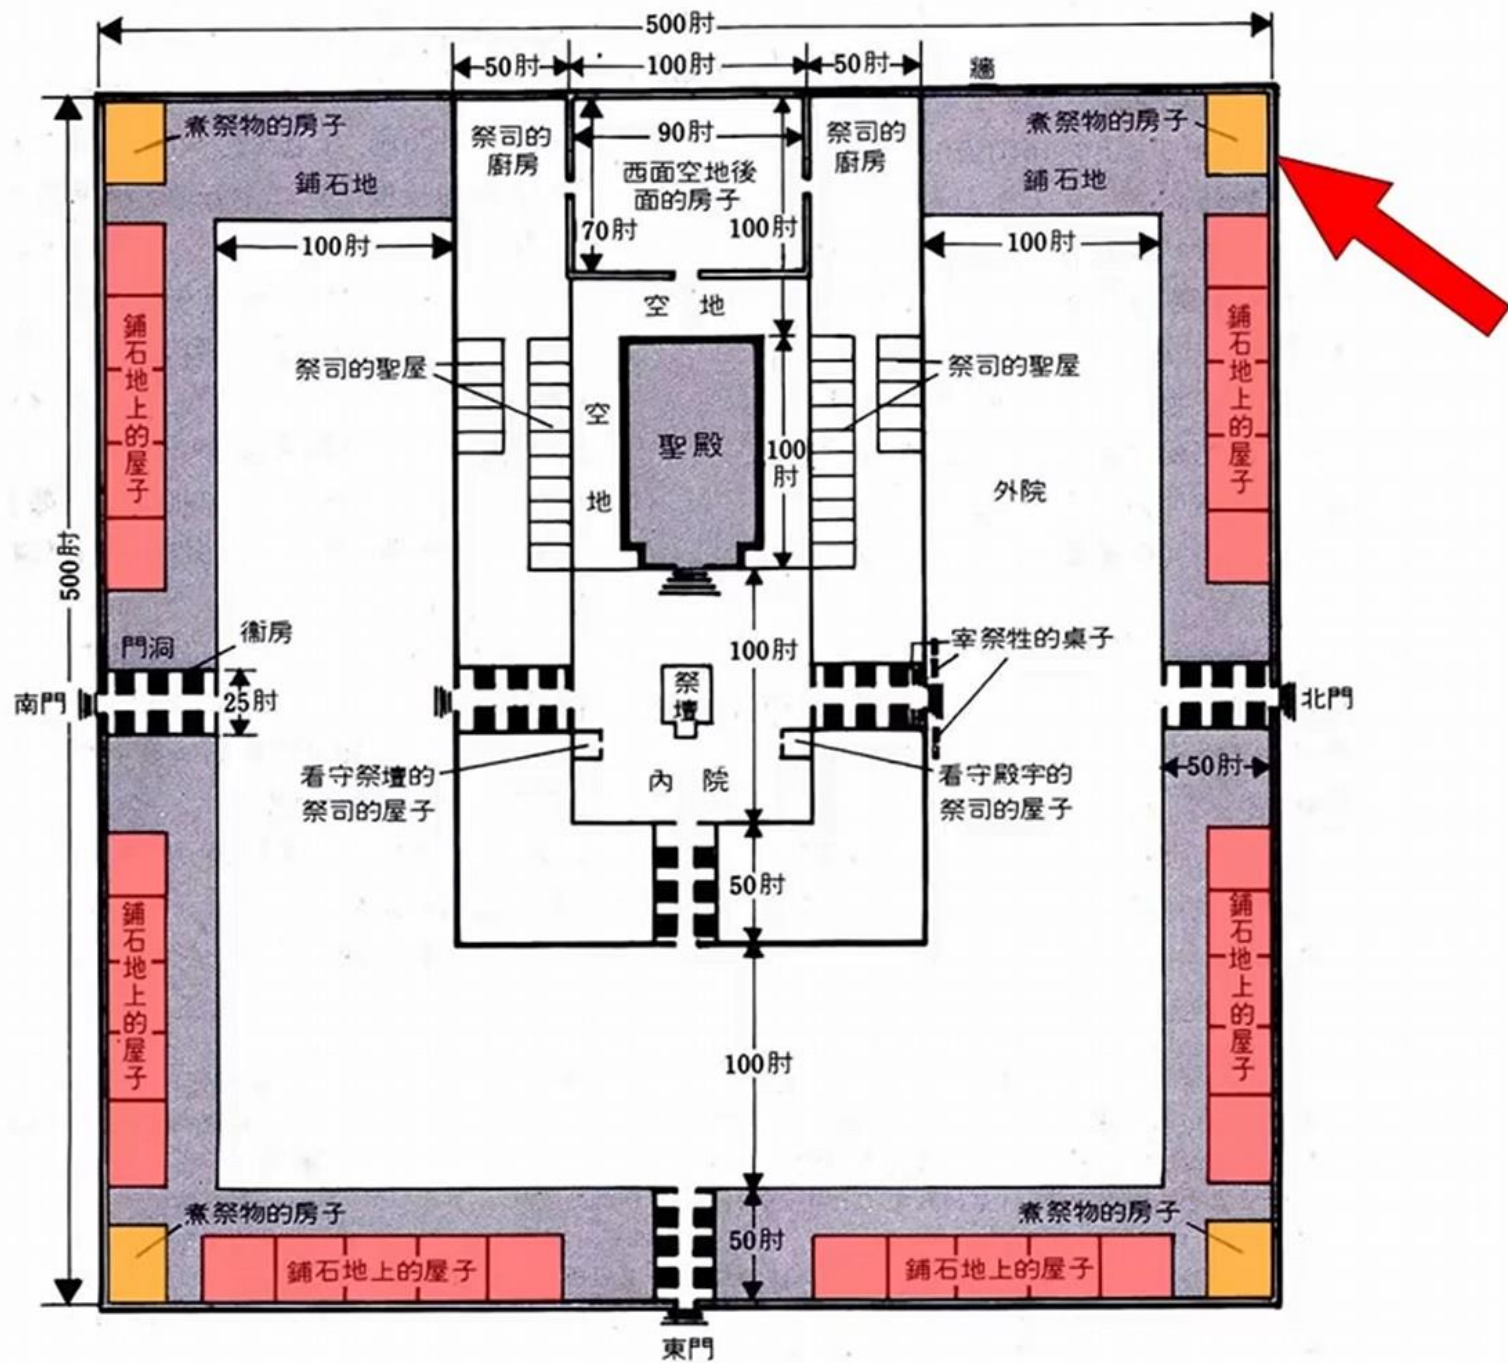 500肘
50肘
100肘
50肘
牆
煮祭物的房子
鋪石地
祭司的
廚房
90肘
西面空地後
面的房子
70肘
100肘
祭司的
廚房
煮祭物的房子
鋪石地
100肘
100肘
空地
鋪石地上的屋子
祭司的聖屋
空地
聖殿
100
肘
祭司的聖屋
外院
鋪石地上的屋子
500肘
門洞
衞房
南門
25肘
100肘
祭
壇
宰祭牲的桌子
北門
50肘
看守祭壇的
祭司的屋子
內院
看守殿宇的
祭司的屋子
50肘
鋪石地上的屋子
鋪石地上的屋子
100肘
煮祭物的房子
鋪石地上的屋子
50肘
鋪石地上的屋子
煮祭物的房子
東門